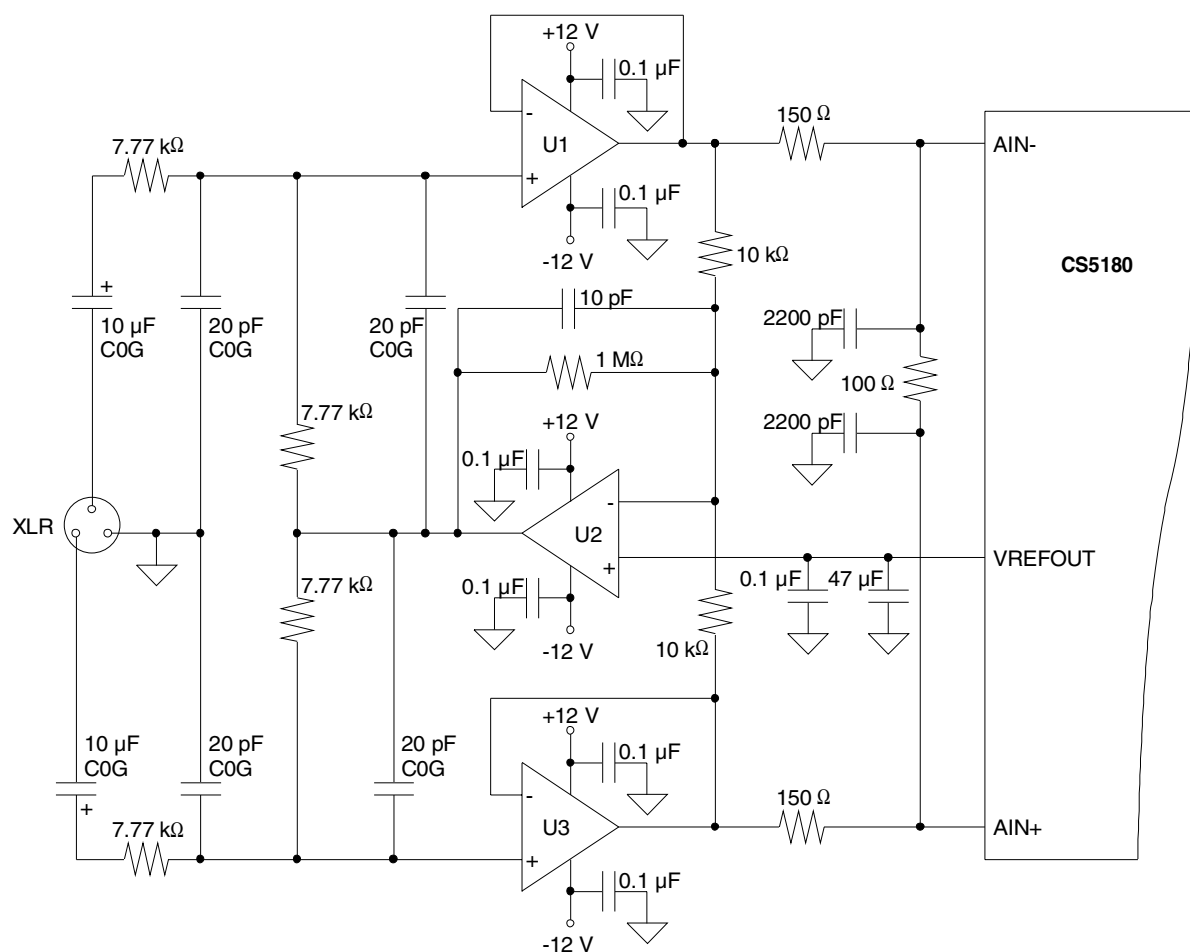 +12 V
0.1 µF
-
U1
+
0.1 µF
-12 V
7.77 kΩ
150 Ω
AIN-
10 kΩ
CS5180
+
10 µF
C0G
20 pF
C0G
20 pF
C0G
10 pF
2200 pF
1 MΩ
100 Ω
7.77 kΩ
2200 pF
+12 V
0.1 µF
XLR
-
U2
+
VREFOUT
7.77 kΩ
0.1 µF
0.1 µF
47 µF
-12 V
10 kΩ
10 µF
C0G
20 pF
C0G
20 pF
C0G
+12 V
0.1 µF
+
-
U3
+
150 Ω
AIN+
7.77 kΩ
0.1 µF
-12 V